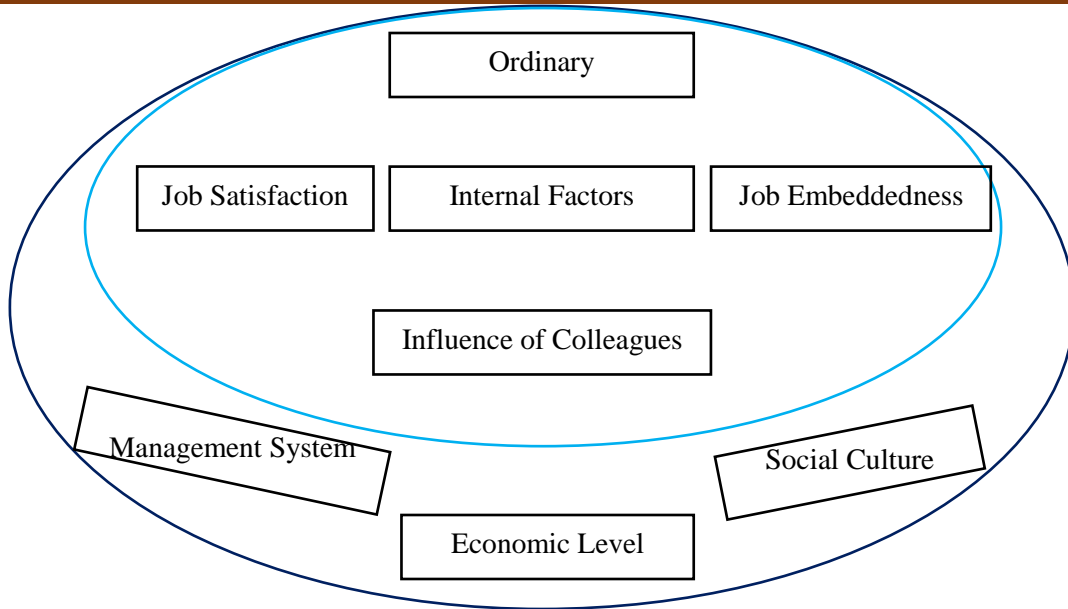 Ordinary
Job Satisfaction
Internal Factors
Job Embeddedness
Influence of Colleagues
Management System
Social Culture
Economic Level